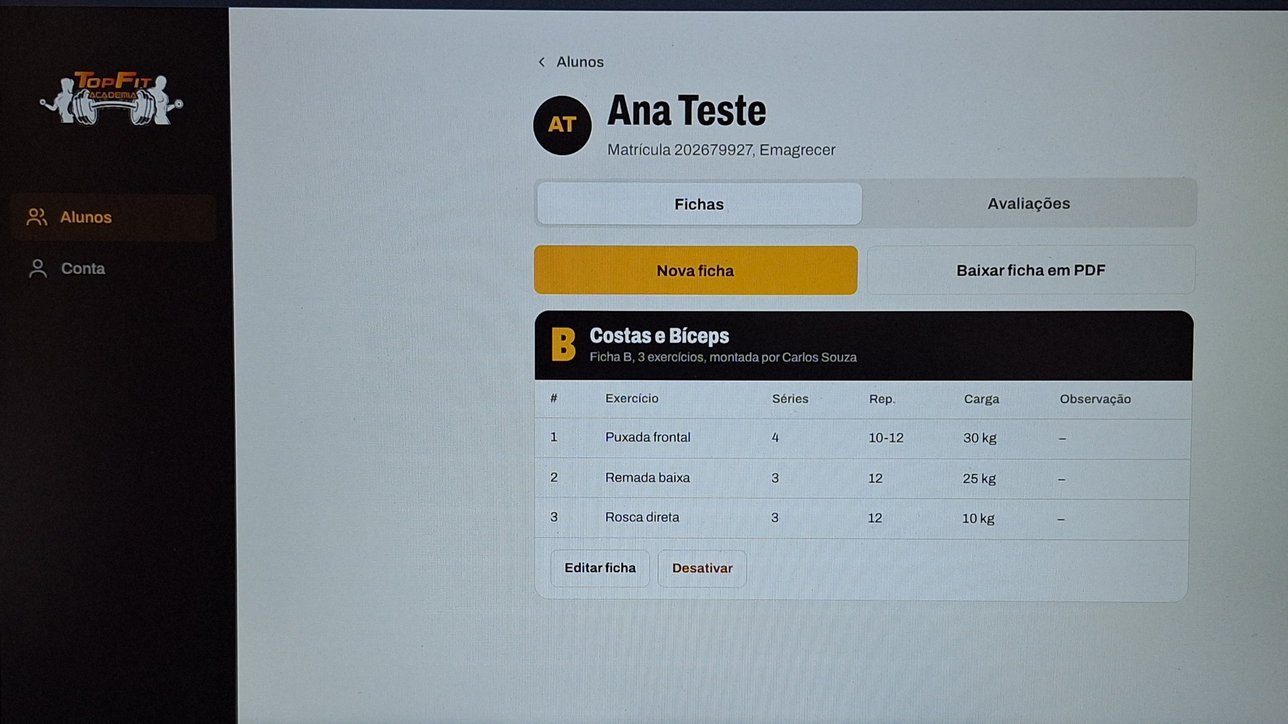 TopFit
Academia
Alunos
Conta
< Alunos
AT
Ana Teste
Matrícula 202679927, Emagrecer
Fichas Avaliações
Nova ficha Baixar ficha em PDF
B
Costas e Bíceps
Ficha B, 3 exercícios, montada por Carlos Souza
# Exercício Séries Rep. Carga Observação
1 Puxada frontal 4 10-12 30 kg –
2 Remada baixa 3 12 25 kg –
3 Rosca direta 3 12 10 kg –
Editar ficha Desativar